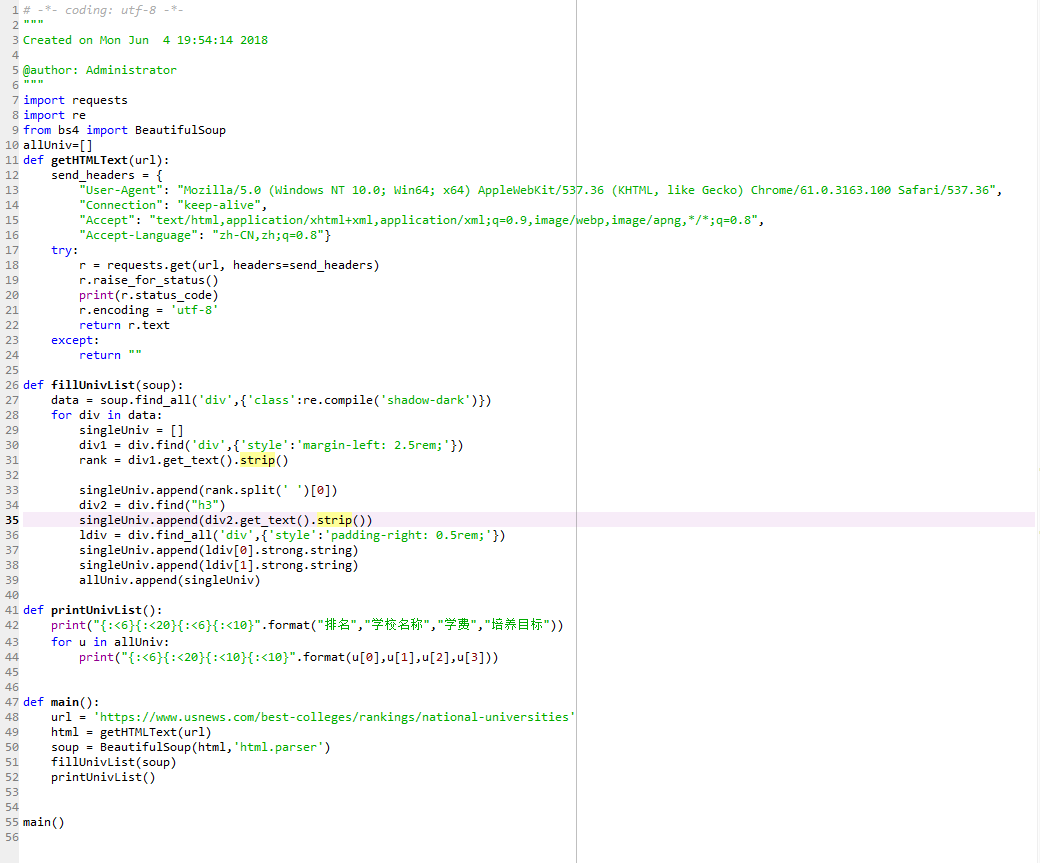 1 # -*- coding: utf-8 -*-
2 """
3 Created on Mon Jun  4 19:54:14 2018
4
5 @author: Administrator
6 """
7 import requests
8 import re
9 from bs4 import BeautifulSoup
10 allUniv=[]
11 def getHTMLText(url):
12     send_headers = {
13         "User-Agent": "Mozilla/5.0 (Windows NT 10.0; Win64; x64) AppleWebKit/537.36 (KHTML, like Gecko) Chrome/61.0.3163.100 Safari/537.36",
14         "Connection": "keep-alive",
15         "Accept": "text/html,application/xhtml+xml,application/xml;q=0.9,image/webp,image/apng,*/*;q=0.8",
16         "Accept-Language": "zh-CN,zh;q=0.8"}
17     try:
18         r = requests.get(url, headers=send_headers)
19         r.raise_for_status()
20         print(r.status_code)
21         r.encoding = 'utf-8'
22         return r.text
23     except:
24         return ""
25
26 def fillUnivList(soup):
27     data = soup.find_all('div',{'class':re.compile('shadow-dark')})
28     for div in data:
29         singleUniv = []
30         div1 = div.find('div',{'style':'margin-left: 2.5rem;'})
31         rank = div1.get_text().strip()
32
33         singleUniv.append(rank.split(' ')[0])
34         div2 = div.find("h3")
35         singleUniv.append(div2.get_text().strip())
36         ldiv = div.find_all('div',{'style':'padding-right: 0.5rem;'})
37         singleUniv.append(ldiv[0].strong.string)
38         singleUniv.append(ldiv[1].strong.string)
39         allUniv.append(singleUniv)
40
41 def printUnivList():
42     print("{:<6}{:<20}{:<6}{:<10}".format("排名","学校名称","学费","培养目标"))
43     for u in allUniv:
44         print("{:<6}{:<20}{:<10}{:<10}".format(u[0],u[1],u[2],u[3]))
45
46
47 def main():
48     url = 'https://www.usnews.com/best-colleges/rankings/national-universities'
49     html = getHTMLText(url)
50     soup = BeautifulSoup(html,'html.parser')
51     fillUnivList(soup)
52     printUnivList()
53
54
55 main()
56